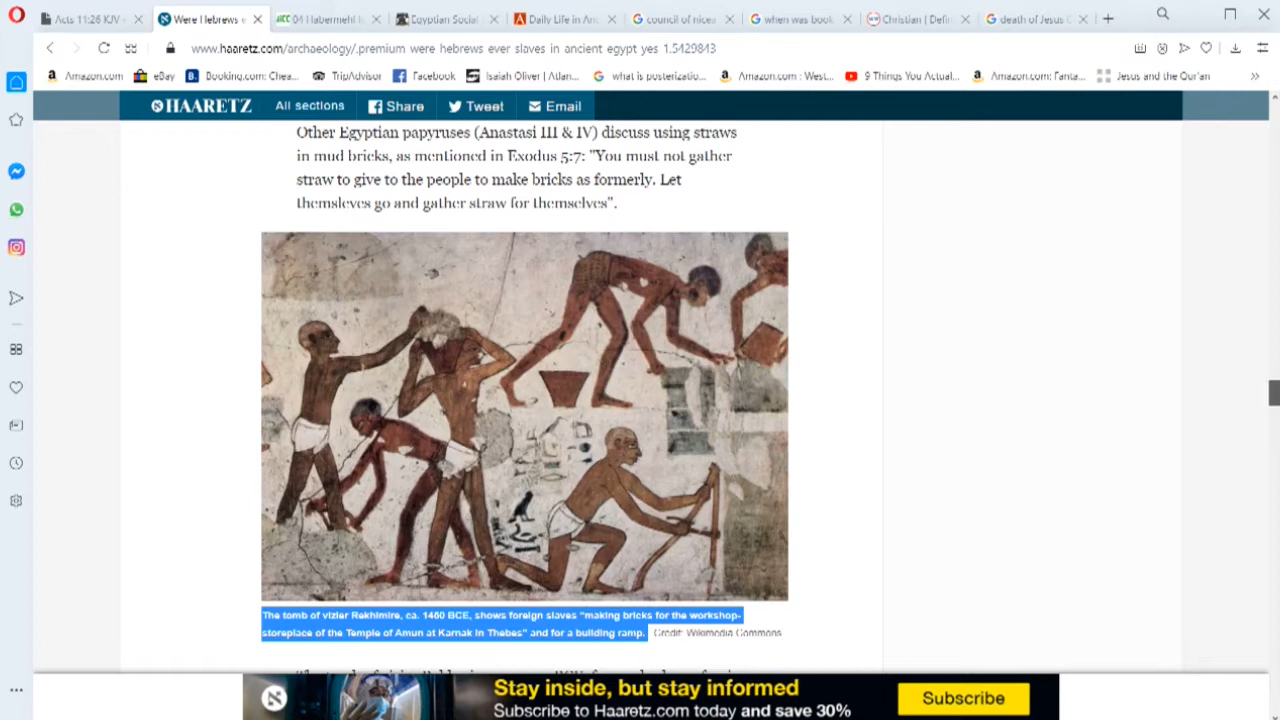 Acts 11:26 KJV
Were Hebrews e
04 Habermehl
Egyptian Social
Daily Life in Anc
council of nicea
when was book
Christian | Defin
death of Jesus C
www.haaretz.com/archaeology/.premium were hebrews ever slaves in ancient egypt yes 1.5429843
Amazon.com
eBay
Booking.com: Chea...
TripAdvisor
Facebook
Isaiah Oliver | Atlan...
what is posterizatio...
Amazon.com : West...
9 Things You Actual...
Amazon.com: Fanta...
Jesus and the Qur'an
HAARETZ
All sections
Share
Tweet
Email
Other Egyptian papyruses (Anastasi III & IV) discuss using straws
in mud bricks, as mentioned in Exodus 5:7: "You must not gather
straw to give to the people to make bricks as formerly. Let
themsleves go and gather straw for themselves".
The tomb of vizier Rekhmire, ca. 1460 BCE, shows foreign slaves "making bricks for the workshop-
storeplace of the Temple of Amun at Karnak in Thebes" and for a building ramp. Credit: Wikimedia Commons
Stay inside, but stay informed
Subscribe to Haaretz.com today and save 30%
Subscribe